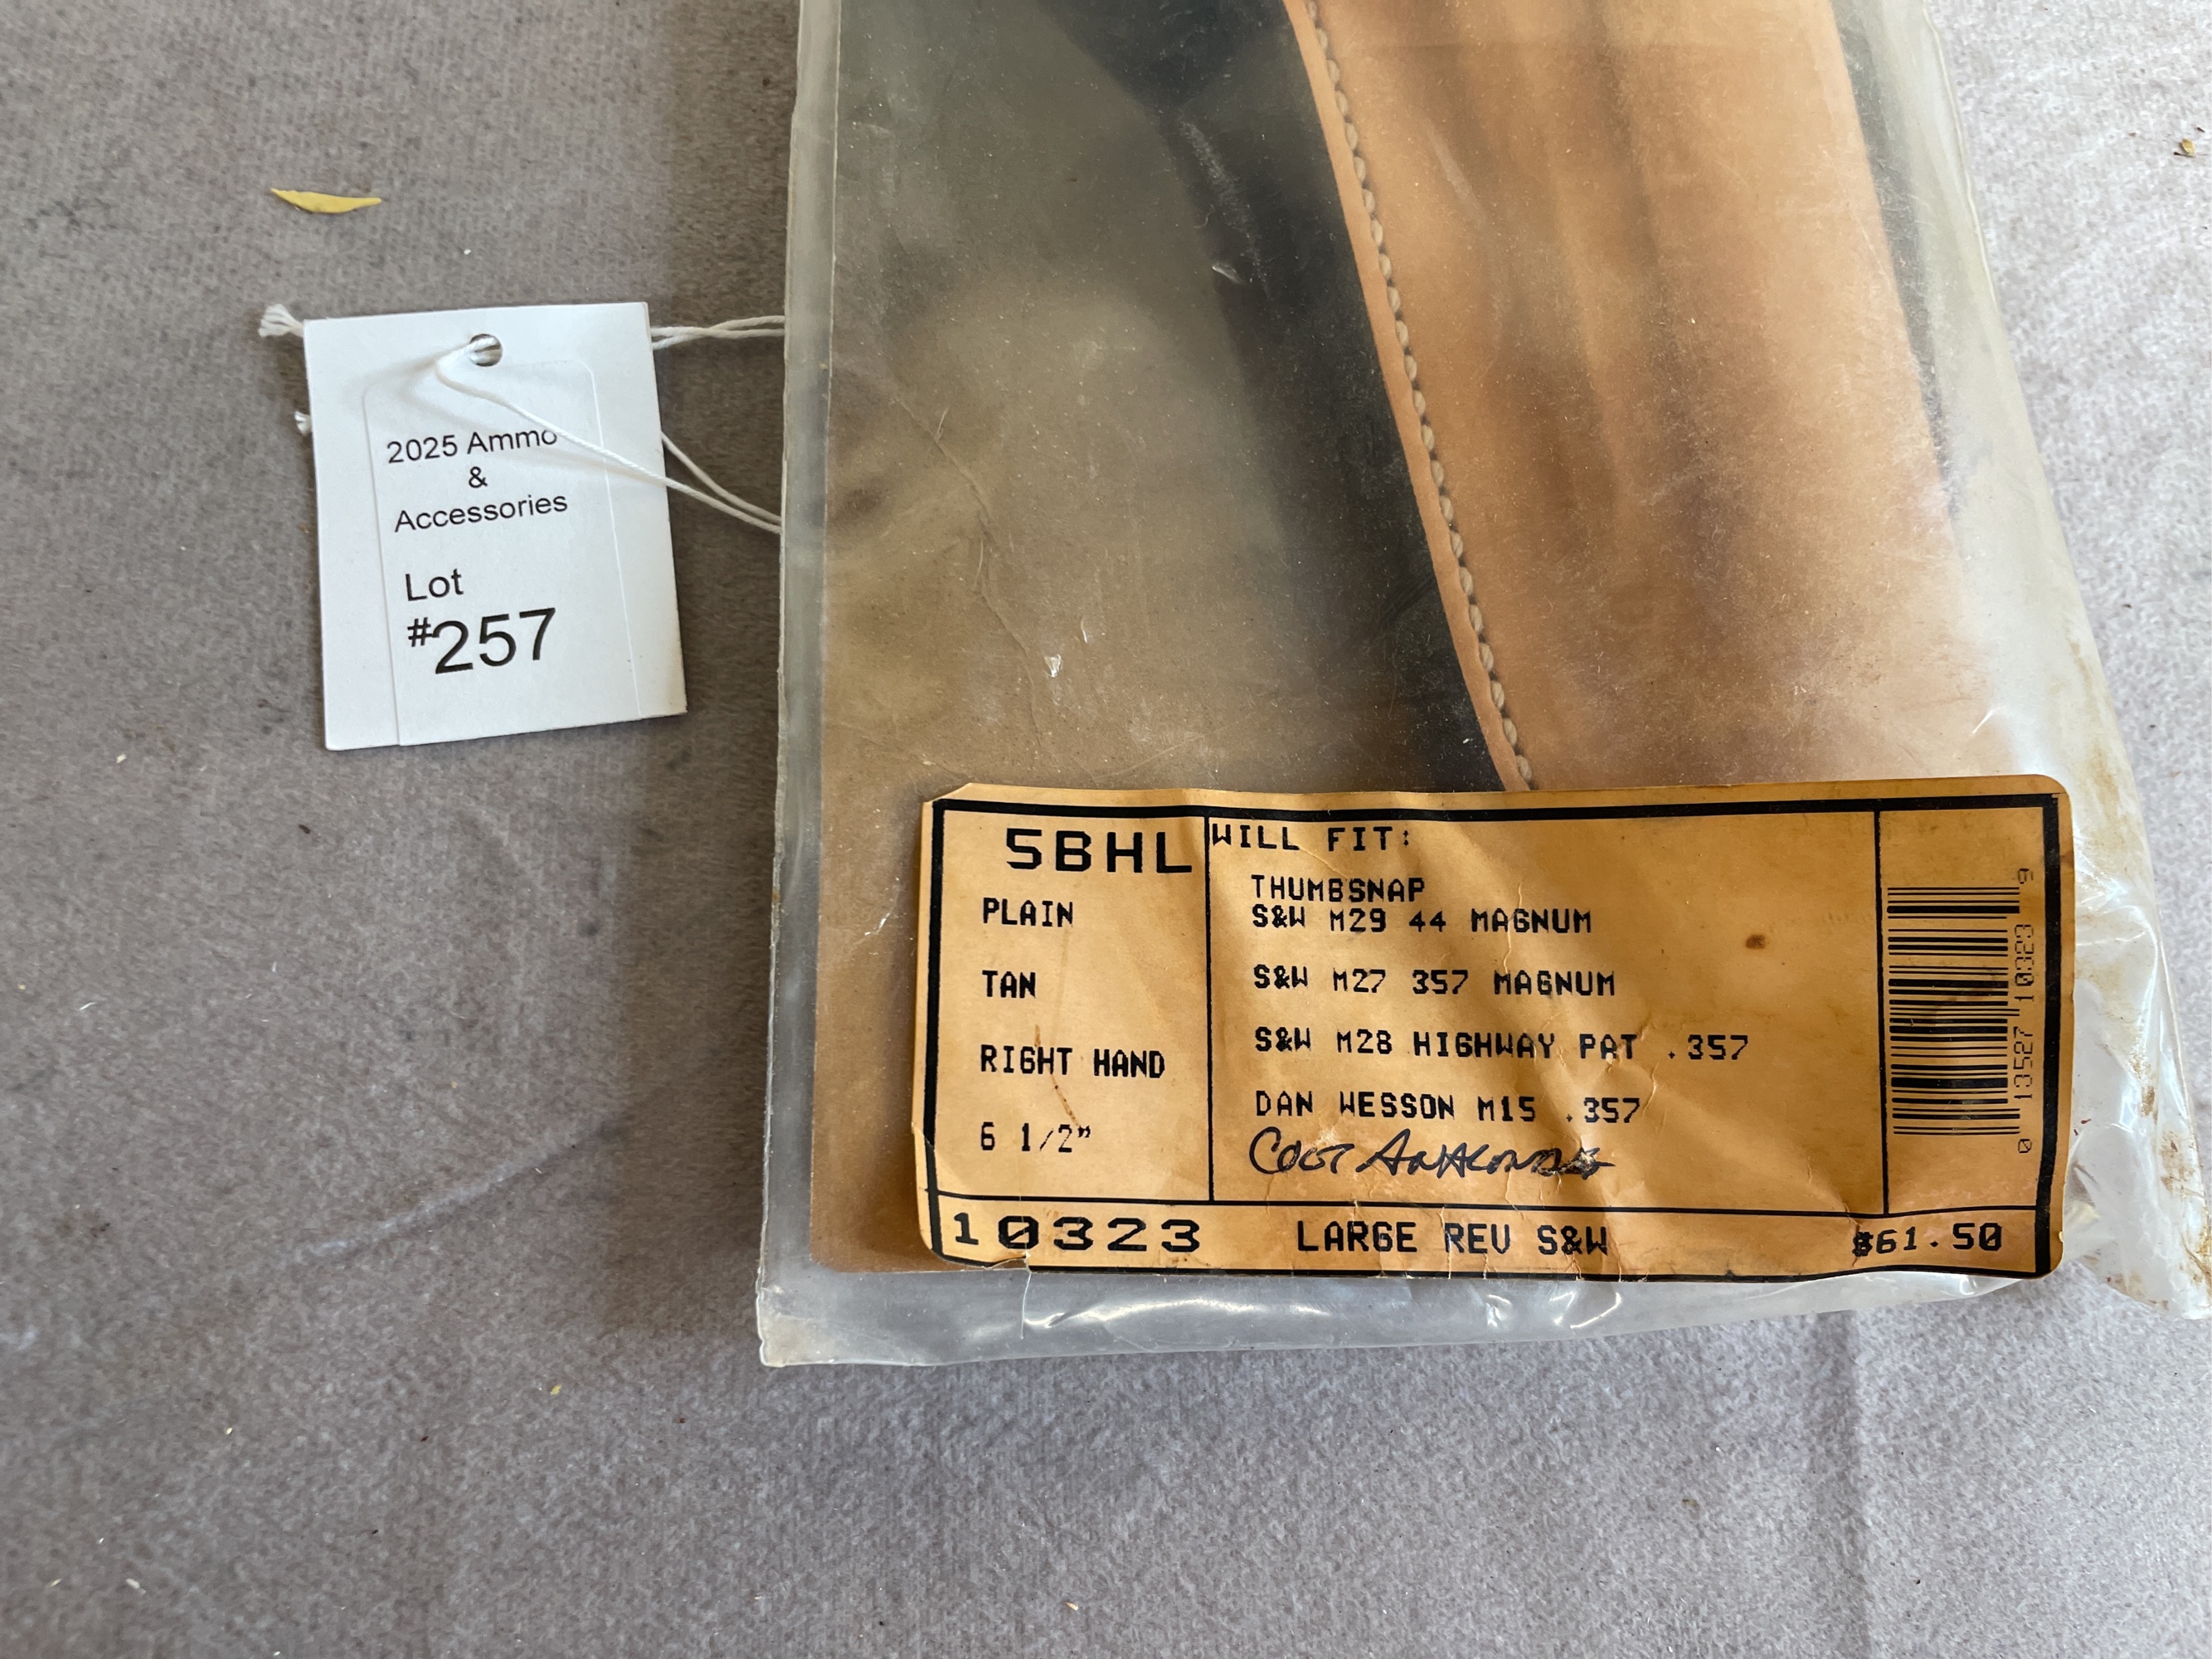 2025 Ammo
&
Accessories
Lot
#257
5BHL
PLAIN
TAN
RIGHT HAND
6 1/2"
WILL FIT:
THUMBSNAP
S&W M29 44 MAGNUM
S&W M27 357 MAGNUM
S&W M28 HIGHWAY PAT .357
DAN WESSON M15 .357
COLT ANACONDA
10323
LARGE REV S&W
$61.50
0 13527 10323 9